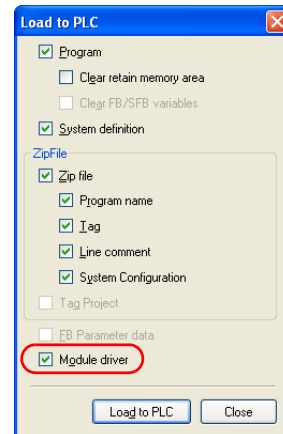 Load to PLC
Program
Clear retain memory area
Clear FB/SFB variables
System definition
ZipFile
Zip file
Program name
Tag
Line comment
System Configuration
Tag Project
FB Parameter data
Module driver
Load to PLC Close